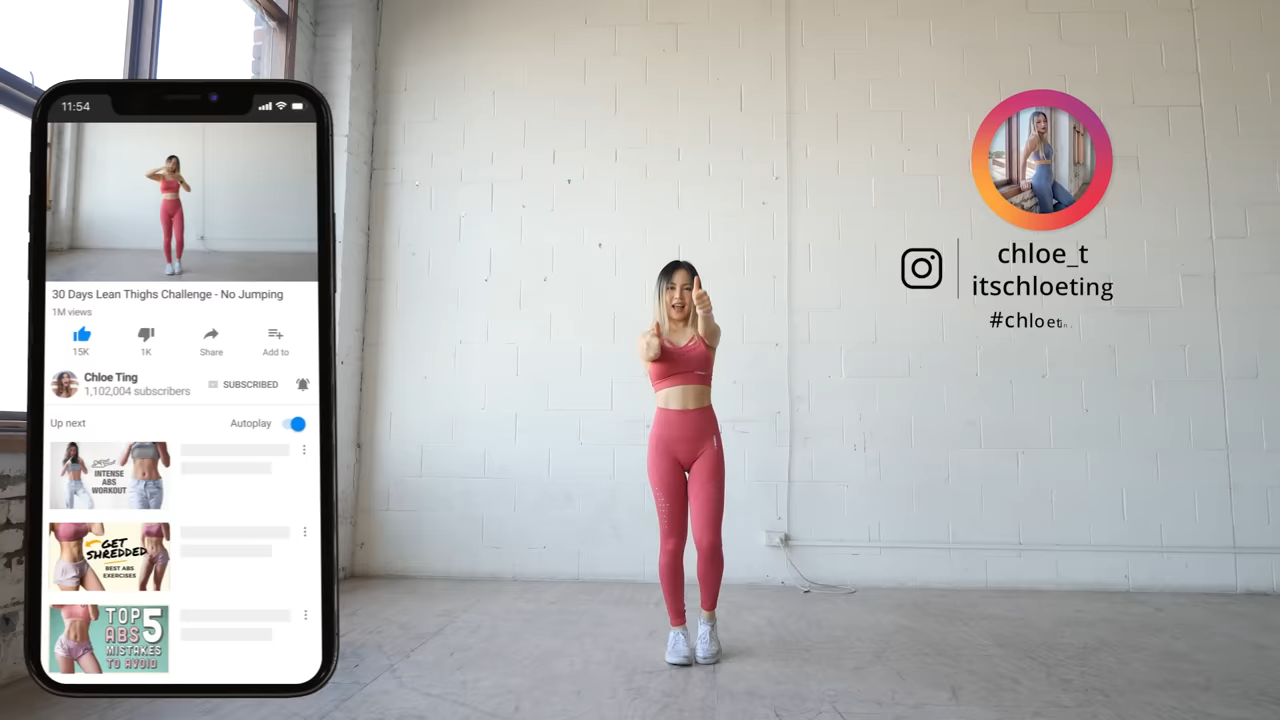 11:54
30 Days Lean Thighs Challenge - No Jumping
1M views
15K
1K
Share
Add to
Chloe Ting
1,102,004 subscribers
SUBSCRIBED
Up next
Autoplay
INTENSE
ABS
WORKOUT
GET
SHREDDED
BEST ABS
EXERCISES
TOP 5
ABS
MISTAKES
TO AVOID
chloe_t
itschloeting
#chloetin